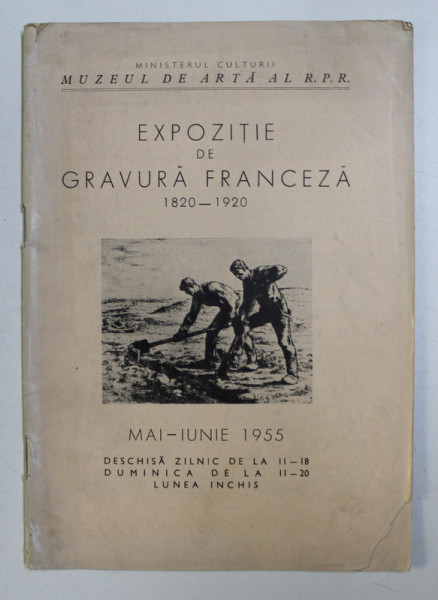 MINISTERUL CULTURII
MUZEUL DE ARTĂ AL R.P.R.
EXPOZIȚIE
DE
GRAVURĂ FRANCEZĂ
1820—1920
MAI-IUNIE 1955
DESCHISĂ ZILNIC DE LA 11—18
DUMINICA DE LA 11—20
LUNEA INCHIS